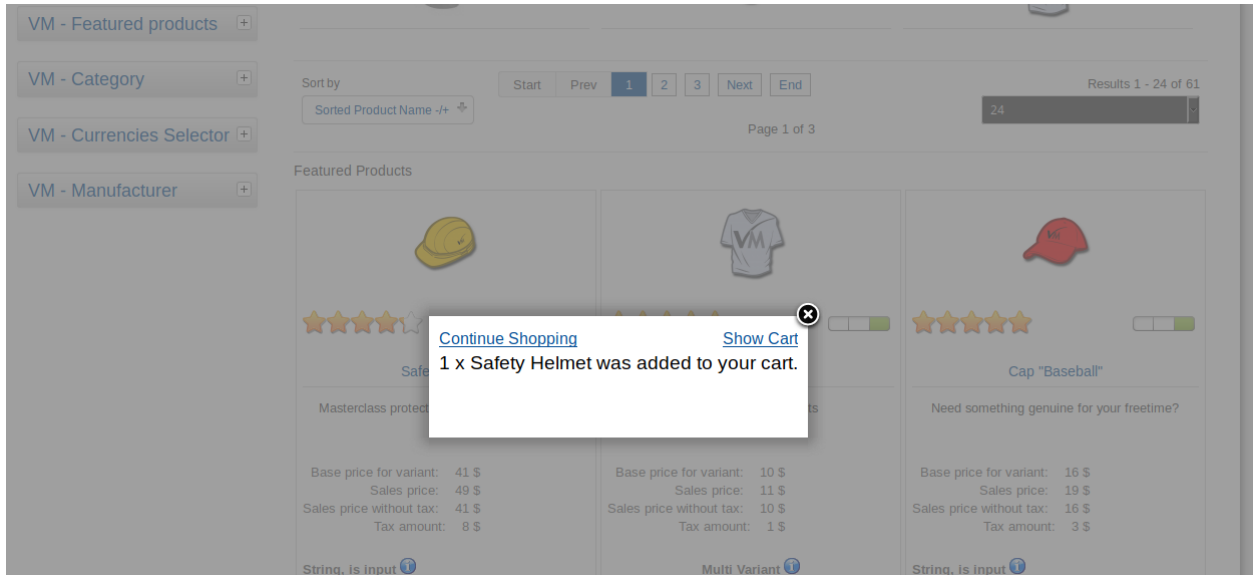 VM - Featured products
VM - Category
VM - Currencies Selector
VM - Manufacturer
Sort by
Sorted Product Name -/+
Start Prev 1 2 3 Next End
Page 1 of 3
Results 1 - 24 of 61
24
Featured Products
VM
VM
VM
Continue Shopping Show Cart
1 x Safety Helmet was added to your cart.
Cap "Baseball"
Masterclass
Need something genuine for your freetime?
Base price for variant: 41 $
Sales price: 49 $
Sales price without tax: 41 $
Tax amount: 8 $
String, is input
Base price for variant: 10 $
Sales price: 11 $
Sales price without tax: 10 $
Tax amount: 1 $
Multi Variant
Base price for variant: 16 $
Sales price: 19 $
Sales price without tax: 16 $
Tax amount: 3 $
String, is input